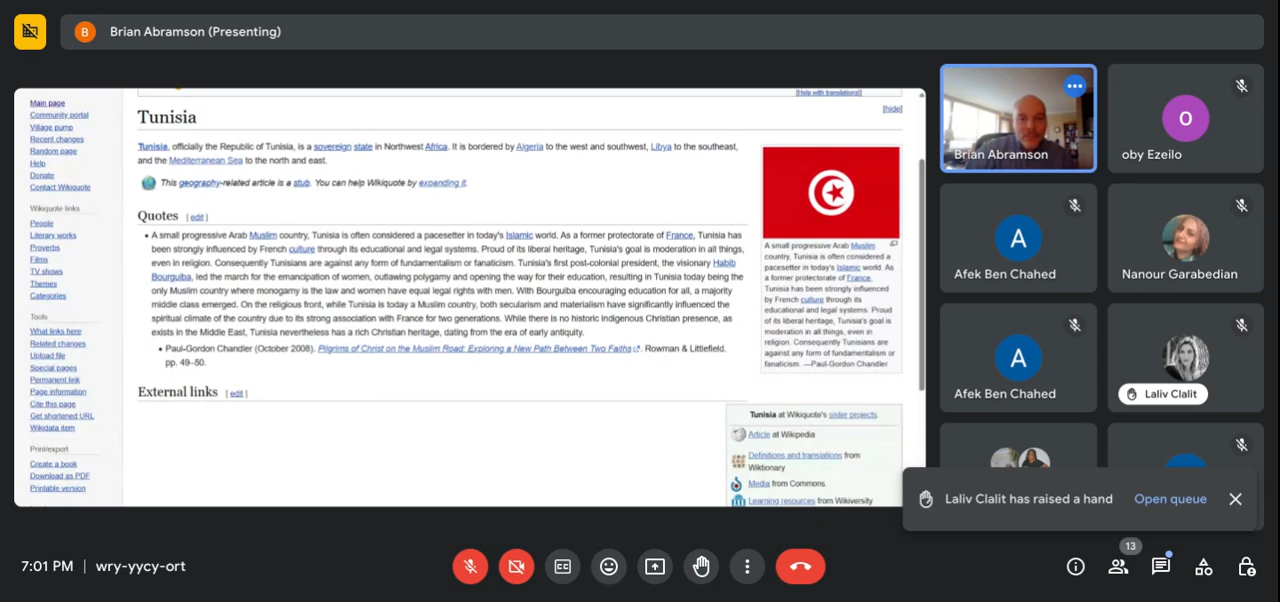 B
Brian Abramson (Presenting)
Main page
Community portal
Village pump
Recent changes
Random page
Help
Donate
Contact Wikiquote
Wikiquote links
People
Literary works
Proverbs
Films
TV shows
Themes
Categories
Tools
What links here
Related changes
Upload file
Special pages
Permanent link
Page information
Cite this page
Get shortened URL
Wikidata item
Print/export
Create a book
Download as PDF
Printable version
[Help with translations!]
[hide]
Tunisia
Tunisia, officially the Republic of Tunisia, is a sovereign state in Northwest Africa. It is bordered by Algeria to the west and southwest, Libya to the southeast,
and the Mediterranean Sea to the north and east.
This geography-related article is a stub. You can help Wikiquote by expanding it.
Quotes [edit]
• A small progressive Arab Muslim country, Tunisia is often considered a pacesetter in today's Islamic world. As a former protectorate of France, Tunisia has
been strongly influenced by French culture through its educational and legal systems. Proud of its liberal heritage, Tunisia's goal is moderation in all things,
even in religion. Consequently Tunisians are against any form of fundamentalism or fanaticism. Tunisia's first post-colonial president, the visionary Habib
Bourguiba, led the march for the emancipation of women, outlawing polygamy and opening the way for their education, resulting in Tunisia today being the
only Muslim country where monogamy is the law and women have equal legal rights with men. With Bourguiba encouraging education for all, a majority
middle class emerged. On the religious front, while Tunisia is today a Muslim country, both secularism and materialism have significantly influenced the
spiritual climate of the country due to its strong association with France for two generations. While there is no historic indigenous Christian presence, as
exists in the Middle East, Tunisia nevertheless has a rich Christian heritage, dating from the era of early antiquity.
• Paul-Gordon Chandler (October 2008). Pilgrims of Christ on the Muslim Road: Exploring a New Path Between Two Faiths. Rowman & Littlefield.
pp. 49–50.
External links [edit]
A small progressive Arab Muslim
country, Tunisia is often considered a
pacesetter in today's Islamic world. As
a former protectorate of France,
Tunisia has been strongly influenced
by French culture through its
educational and legal systems. Proud
of its liberal heritage, Tunisia's goal is
moderation in all things, even in
religion. Consequently Tunisians are
against any form of fundamentalism or
fanaticism. —Paul-Gordon Chandler
Tunisia at Wikiquote's sister projects
Article at Wikipedia
Definitions and translations from
Wiktionary
Media from Commons
Learning resources from Wikiversity
Brian Abramson
O
oby Ezeilo
A
Afek Ben Chahed
Nanour Garabedian
A
Afek Ben Chahed
Laliv Clalit
Laliv Clalit has raised a hand
Open queue
7:01 PM | wry-yycy-ort
13